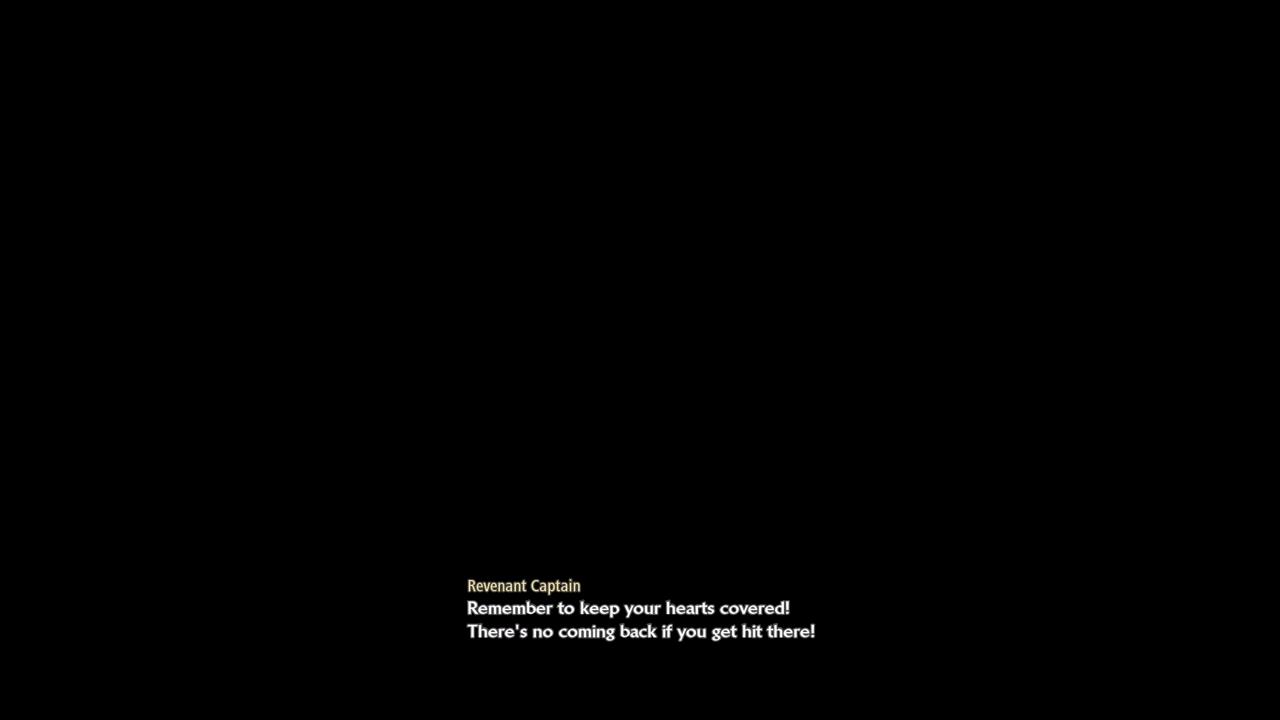 Revenant Captain
Remember to keep your hearts covered!
There's no coming back if you get hit there!